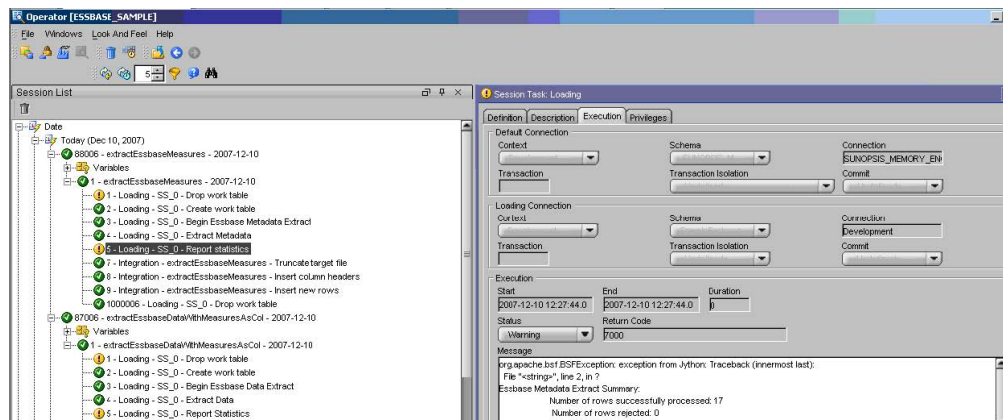 Operator [ESSBASE_SAMPLE]
File Windows Look And Feel Help
5
Session List
Date
Today (Dec 10, 2007)
88006 - extractEssbaseMeasures - 2007-12-10
Variables
1 - extractEssbaseMeasures - 2007-12-10
1 - Loading - SS_0 - Drop work table
2 - Loading - SS_0 - Create work table
3 - Loading - SS_0 - Begin Essbase Metadata Extract
4 - Loading - SS_0 - Extract Metadata
5 - Loading - SS_0 - Report statistics
7 - Integration - extractEssbaseMeasures - Truncate target file
8 - Integration - extractEssbaseMeasures - Insert column headers
9 - Integration - extractEssbaseMeasures - Insert new rows
1000006 - Loading - SS_0 - Drop work table
87006 - extractEssbaseDataWithMeasuresAsCol - 2007-12-10
Variables
1 - extractEssbaseDataWithMeasuresAsCol - 2007-12-10
1 - Loading - SS_0 - Drop work table
2 - Loading - SS_0 - Create work table
3 - Loading - SS_0 - Begin Essbase Data Extract
4 - Loading - SS_0 - Extract Data
5 - Loading - SS_0 - Report Statistics
Session Task: Loading
Definition Description Execution Privileges
Default Connection
Context Schema Connection
SUNOPSIS_MEMORY_EN
Transaction Transaction Isolation Commit
Loading Connection
Context Schema Connection
Development
Transaction Transaction Isolation Commit
Execution
Start End Duration
2007-12-10 12:27:44.0 2007-12-10 12:27:44.0 0
Status Return Code
Warning 7000
Message
org.apache.bsf.BSFException: exception from Jython: Traceback (innermost last):
File "<string>", line 2, in ?
Essbase Metadata Extract Summary:
Number of rows successfully processed: 17
Number of rows rejected: 0